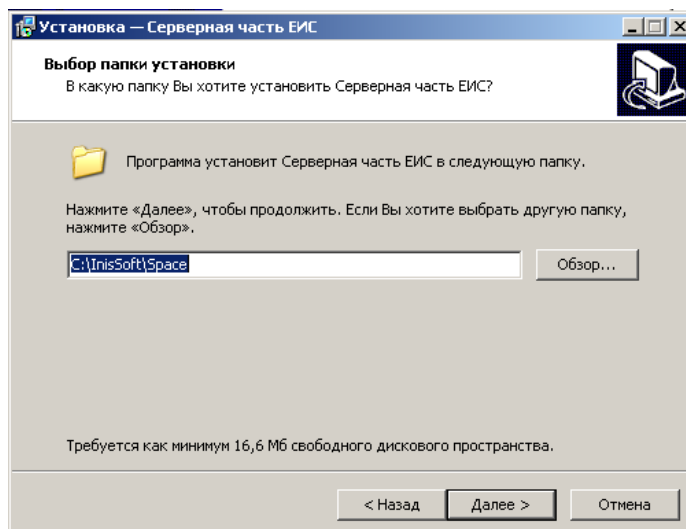 Установка — Серверная часть ЕИС
Выбор папки установки
В какую папку Вы хотите установить Серверная часть ЕИС?
Программа установит Серверная часть ЕИС в следующую папку.
Нажмите «Далее», чтобы продолжить. Если Вы хотите выбрать другую папку,
нажмите «Обзор».
C:\InisSoft\Space
Обзор...
Требуется как минимум 16,6 Мб свободного дискового пространства.
< Назад
Далее >
Отмена